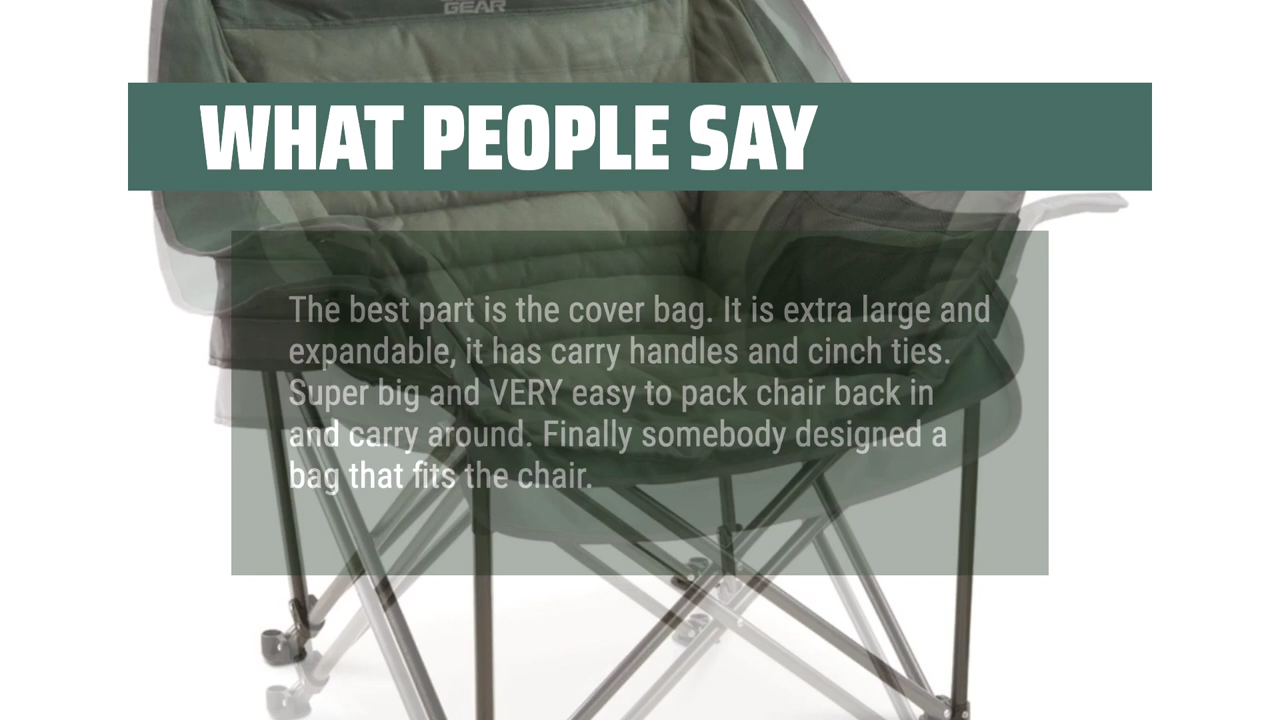 GEAR
WHAT PEOPLE SAY
The best part is the cover bag. It is extra large and
expandable, it has carry handles and cinch ties.
Super big and VERY easy to pack chair back in
and carry around. Finally somebody designed a
bag that fits the chair.